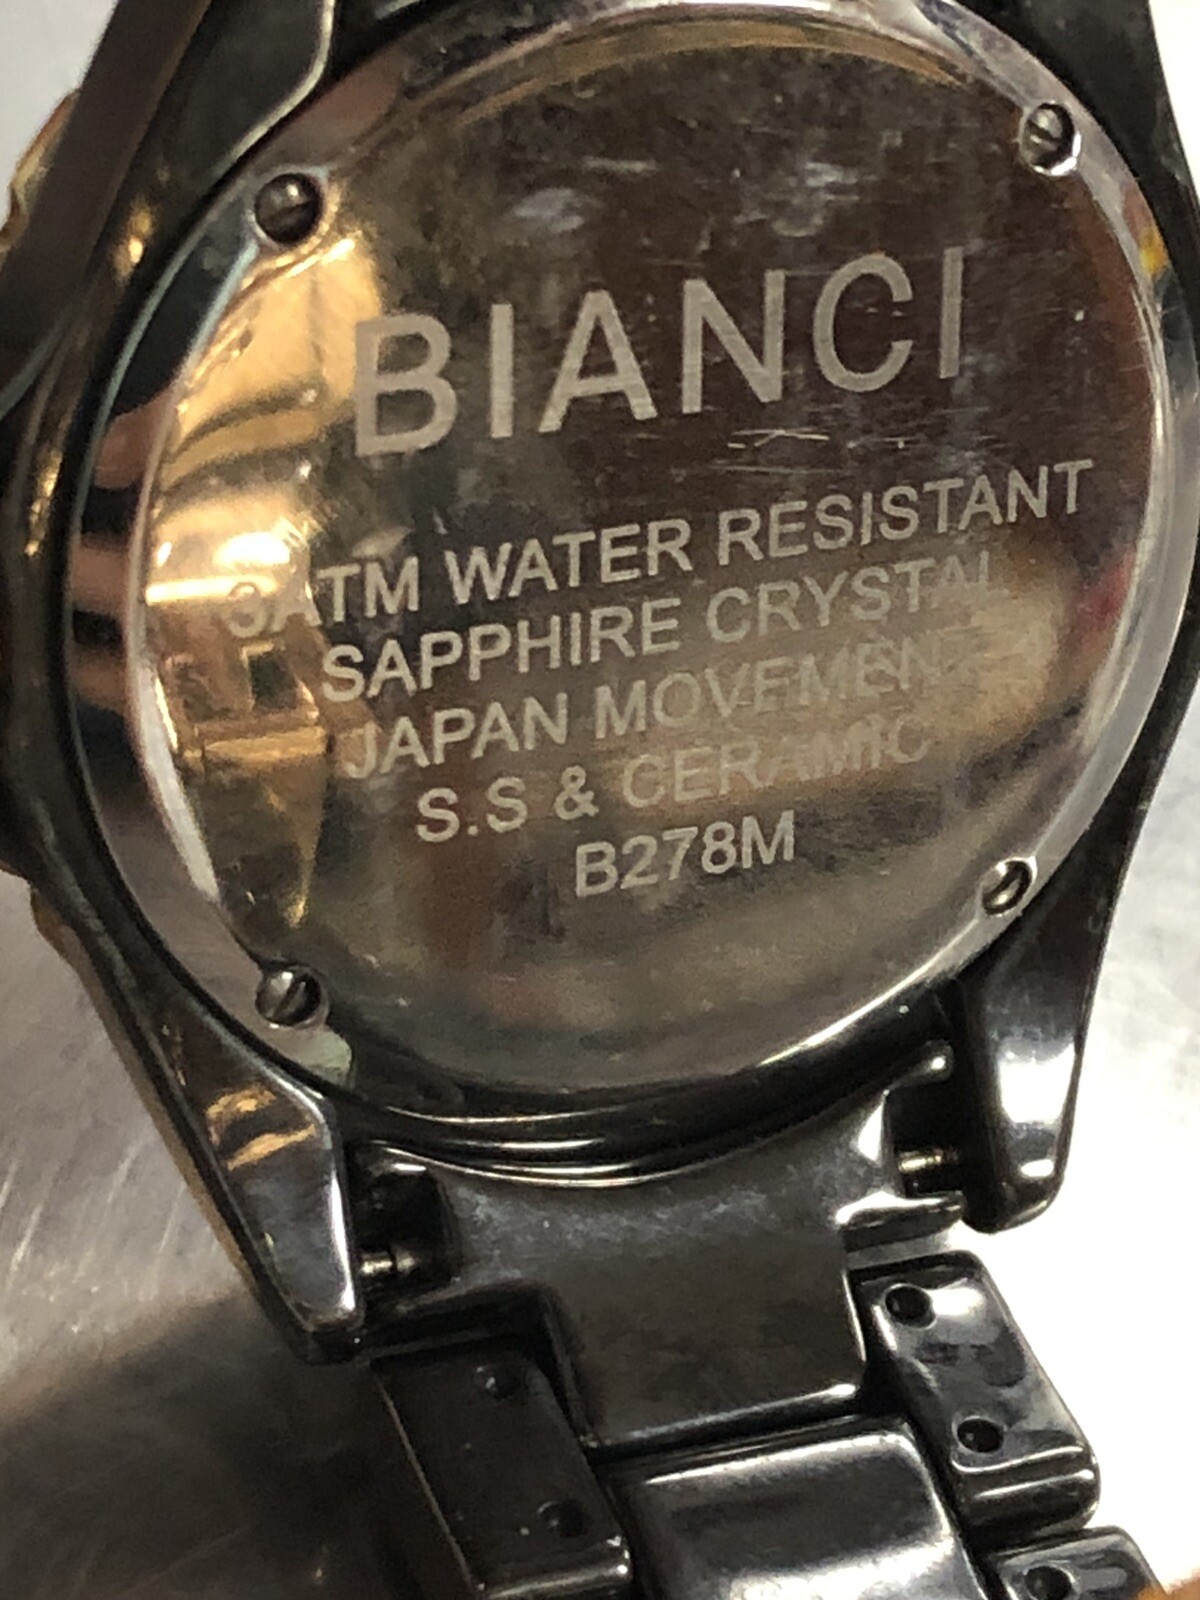 BIANCI
3ATM WATER RESISTANT
SAPPHIRE CRYSTAL
JAPAN MOVEMENT
S.S & CERAMIC
B278M